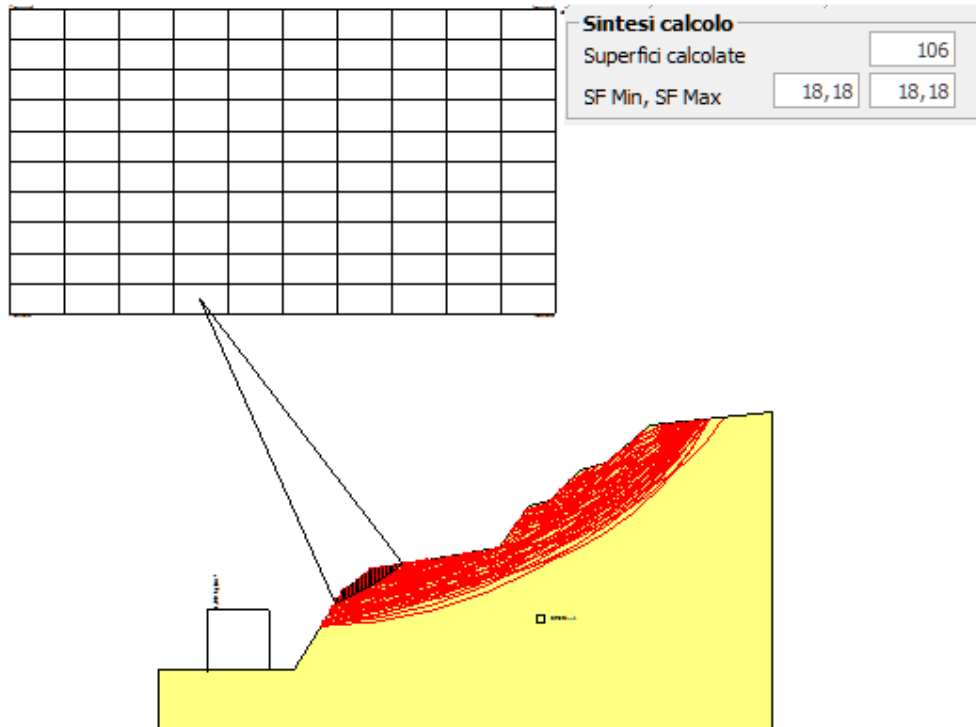 Sintesi calcolo
Superfici calcolate 106
SF Min, SF Max 18,18 18,18